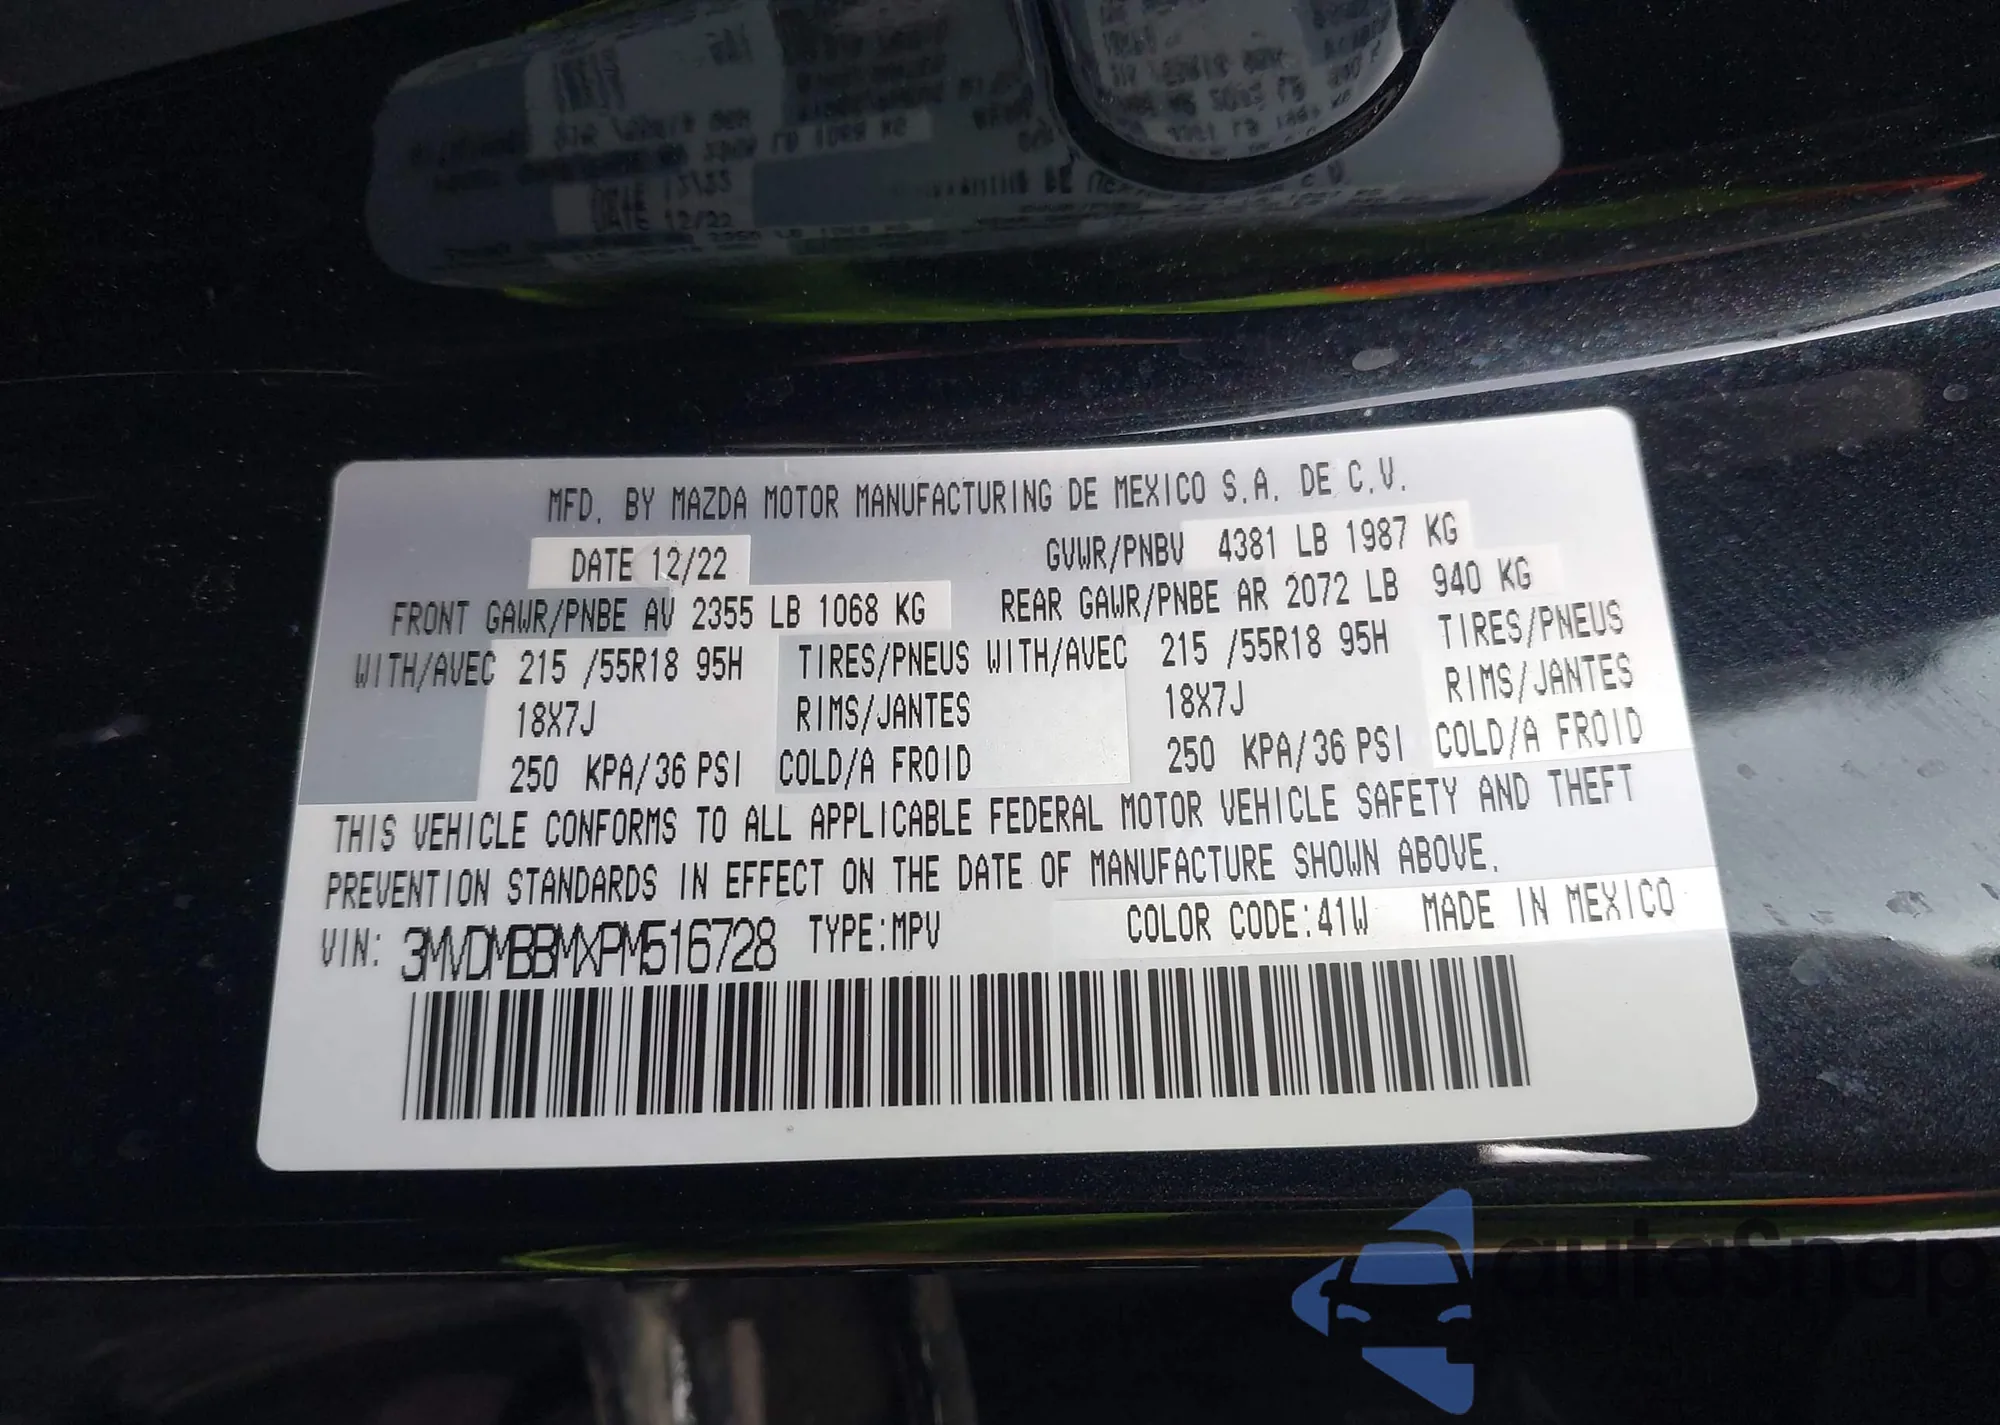 MFD. BY MAZDA MOTOR MANUFACTURING DE MEXICO S.A. DE C.V.
DATE 12/22 GVWR/PNBV 4381 LB 1987 KG
FRONT GAWR/PNBE AV 2355 LB 1068 KG REAR GAWR/PNBE AR 2072 LB 940 KG
WITH/AVEC 215 /55R18 95H TIRES/PNEUS WITH/AVEC 215 /55R18 95H TIRES/PNEUS
18X7J RIMS/JANTES 18X7J RIMS/JANTES
250 KPA/36 PSI COLD/A FROID 250 KPA/36 PSI COLD/A FROID
THIS VEHICLE CONFORMS TO ALL APPLICABLE FEDERAL MOTOR VEHICLE SAFETY AND THEFT
PREVENTION STANDARDS IN EFFECT ON THE DATE OF MANUFACTURE SHOWN ABOVE.
VIN: 3MVDMBBMXPM516728 TYPE:MPV COLOR CODE:41W MADE IN MEXICO
autoSnap